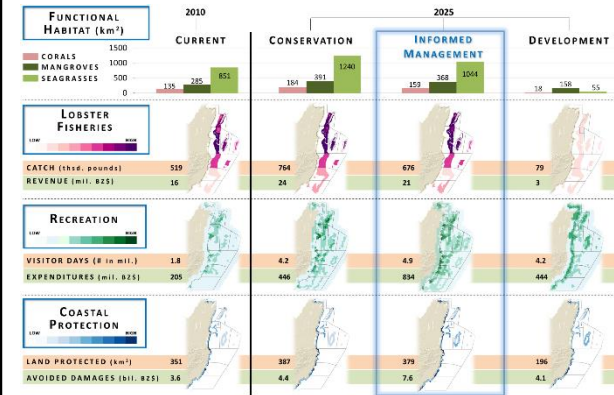 FUNCTIONAL
HABITAT (km²)
2010
2025
CURRENT
CONSERVATION
INFORMED
MANAGEMENT
DEVELOPMENT
CORALS
MANGROVES
SEAGRASSES
1500
1000
500
0
135 285 851
184 391 1240
159 368 1044
18 158 55
LOBSTER
FISHERIES
LOW HIGH
CATCH (thsd. pounds) 519 764 676 79
REVENUE (mil. BZ$) 16 24 21 3
RECREATION
LOW HIGH
VISITOR DAYS (# in mil.) 1.8 4.2 4.9 4.2
EXPENDITURES (mil. BZ$) 205 446 834 444
COASTAL
PROTECTION
LOW HIGH
LAND PROTECTED (km²) 351 387 379 196
AVOIDED DAMAGES (bil. BZ$) 3.6 4.4 7.6 4.1